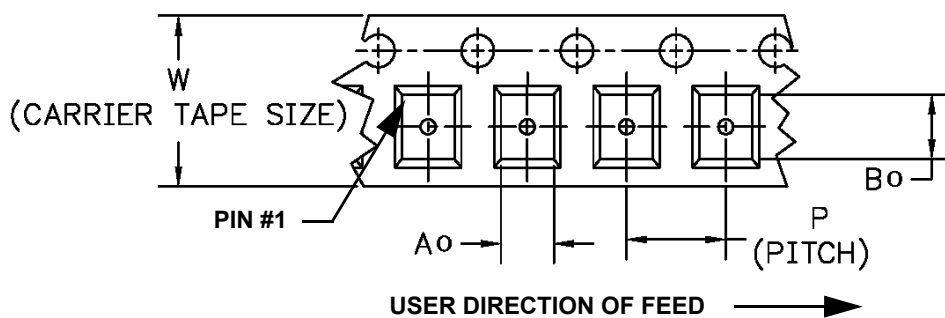 W
(CARRIER TAPE SIZE)
PIN #1
Ao
Bo
P
(PITCH)
USER DIRECTION OF FEED